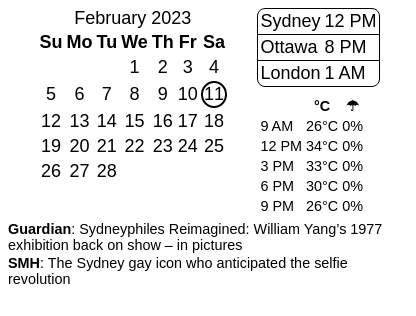 February 2023
Su Mo Tu We Th Fr Sa
1 2 3 4
5 6 7 8 9 10 11
12 13 14 15 16 17 18
19 20 21 22 23 24 25
26 27 28
Sydney 12 PM
Ottawa 8 PM
London 1 AM
°C ☂
9 AM 26°C 0%
12 PM 34°C 0%
3 PM 33°C 0%
6 PM 30°C 0%
9 PM 26°C 0%
Guardian: Sydneyphiles Reimagined: William Yang’s 1977
exhibition back on show – in pictures
SMH: The Sydney gay icon who anticipated the selfie
revolution